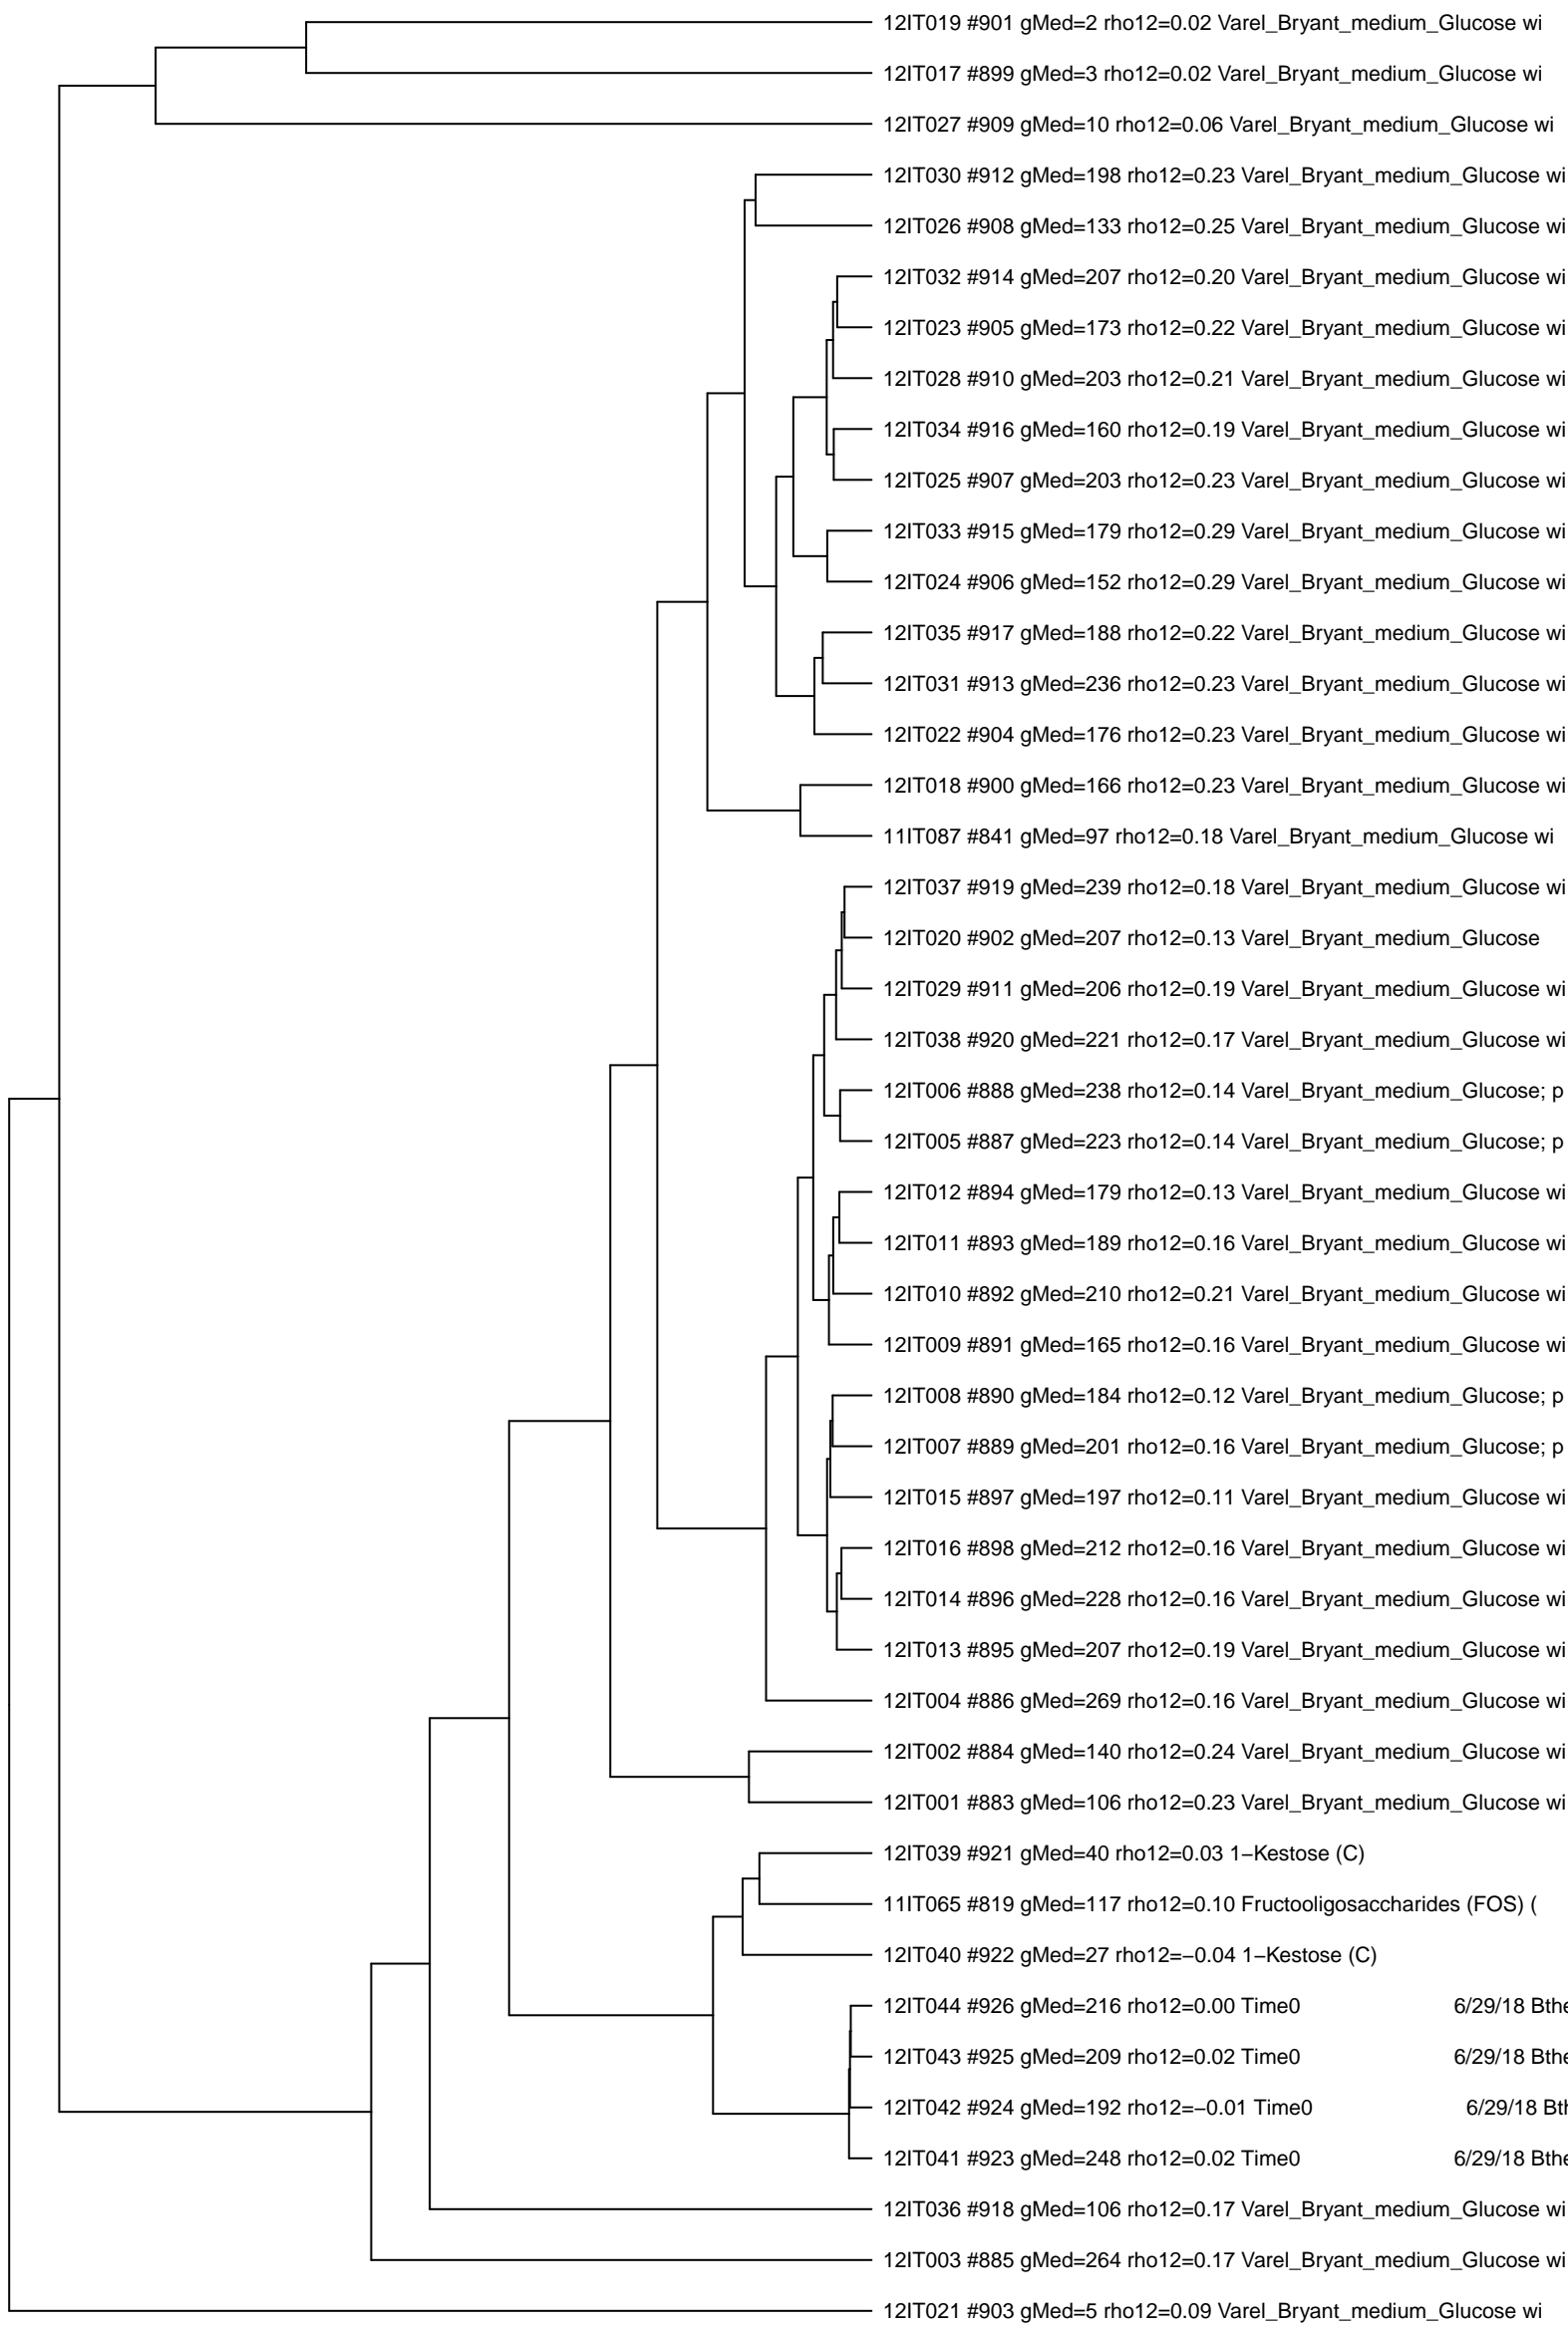 12IT019 #901 gMed=2 rho12=0.02 Varel_Bryant_medium_Glucose wi
12IT017 #899 gMed=3 rho12=0.02 Varel_Bryant_medium_Glucose wi
12IT027 #909 gMed=10 rho12=0.06 Varel_Bryant_medium_Glucose wi
12IT030 #912 gMed=198 rho12=0.23 Varel_Bryant_medium_Glucose wi
12IT026 #908 gMed=133 rho12=0.25 Varel_Bryant_medium_Glucose wi
12IT032 #914 gMed=207 rho12=0.20 Varel_Bryant_medium_Glucose wi
12IT023 #905 gMed=173 rho12=0.22 Varel_Bryant_medium_Glucose wi
12IT028 #910 gMed=203 rho12=0.21 Varel_Bryant_medium_Glucose wi
12IT034 #916 gMed=160 rho12=0.19 Varel_Bryant_medium_Glucose wi
12IT025 #907 gMed=203 rho12=0.23 Varel_Bryant_medium_Glucose wi
12IT033 #915 gMed=179 rho12=0.29 Varel_Bryant_medium_Glucose wi
12IT024 #906 gMed=152 rho12=0.29 Varel_Bryant_medium_Glucose wi
12IT035 #917 gMed=188 rho12=0.22 Varel_Bryant_medium_Glucose wi
12IT031 #913 gMed=236 rho12=0.23 Varel_Bryant_medium_Glucose wi
12IT022 #904 gMed=176 rho12=0.23 Varel_Bryant_medium_Glucose wi
12IT018 #900 gMed=166 rho12=0.23 Varel_Bryant_medium_Glucose wi
11IT087 #841 gMed=97 rho12=0.18 Varel_Bryant_medium_Glucose wi
12IT037 #919 gMed=239 rho12=0.18 Varel_Bryant_medium_Glucose wi
12IT020 #902 gMed=207 rho12=0.13 Varel_Bryant_medium_Glucose
12IT029 #911 gMed=206 rho12=0.19 Varel_Bryant_medium_Glucose wi
12IT038 #920 gMed=221 rho12=0.17 Varel_Bryant_medium_Glucose wi
12IT006 #888 gMed=238 rho12=0.14 Varel_Bryant_medium_Glucose; p
12IT005 #887 gMed=223 rho12=0.14 Varel_Bryant_medium_Glucose; p
12IT012 #894 gMed=179 rho12=0.13 Varel_Bryant_medium_Glucose wi
12IT011 #893 gMed=189 rho12=0.16 Varel_Bryant_medium_Glucose wi
12IT010 #892 gMed=210 rho12=0.21 Varel_Bryant_medium_Glucose wi
12IT009 #891 gMed=165 rho12=0.16 Varel_Bryant_medium_Glucose wi
12IT008 #890 gMed=184 rho12=0.12 Varel_Bryant_medium_Glucose; p
12IT007 #889 gMed=201 rho12=0.16 Varel_Bryant_medium_Glucose; p
12IT015 #897 gMed=197 rho12=0.11 Varel_Bryant_medium_Glucose wi
12IT016 #898 gMed=212 rho12=0.16 Varel_Bryant_medium_Glucose wi
12IT014 #896 gMed=228 rho12=0.16 Varel_Bryant_medium_Glucose wi
12IT013 #895 gMed=207 rho12=0.19 Varel_Bryant_medium_Glucose wi
12IT004 #886 gMed=269 rho12=0.16 Varel_Bryant_medium_Glucose wi
12IT002 #884 gMed=140 rho12=0.24 Varel_Bryant_medium_Glucose wi
12IT001 #883 gMed=106 rho12=0.23 Varel_Bryant_medium_Glucose wi
12IT039 #921 gMed=40 rho12=0.03 1−Kestose (C)
11IT065 #819 gMed=117 rho12=0.10 Fructooligosaccharides (FOS) (
12IT040 #922 gMed=27 rho12=−0.04 1−Kestose (C)
12IT044 #926 gMed=216 rho12=0.00 Time0 6/29/18 Bthe
12IT043 #925 gMed=209 rho12=0.02 Time0 6/29/18 Bthe
12IT042 #924 gMed=192 rho12=−0.01 Time0 6/29/18 Bth
12IT041 #923 gMed=248 rho12=0.02 Time0 6/29/18 Bthe
12IT036 #918 gMed=106 rho12=0.17 Varel_Bryant_medium_Glucose wi
12IT003 #885 gMed=264 rho12=0.17 Varel_Bryant_medium_Glucose wi
12IT021 #903 gMed=5 rho12=0.09 Varel_Bryant_medium_Glucose wi